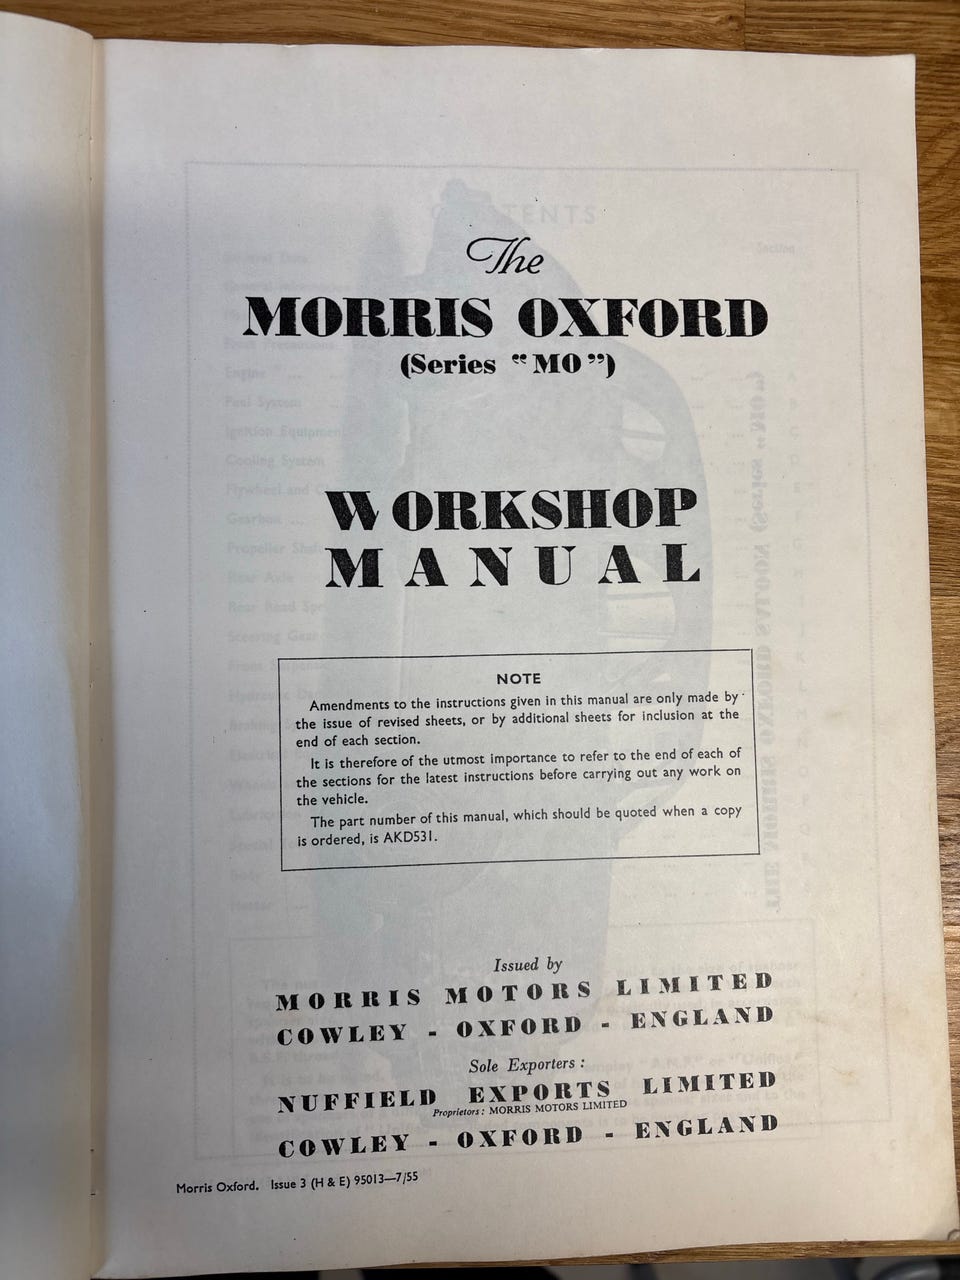 The
MORRIS OXFORD
(Series "MO")
WORKSHOP
MANUAL
NOTE
Amendments to the instructions given in this manual are only made by
the issue of revised sheets, or by additional sheets for inclusion at the
end of each section.
It is therefore of the utmost importance to refer to the end of each of
the sections for the latest instructions before carrying out any work on
the vehicle.
The part number of this manual, which should be quoted when a copy
is ordered, is AKD531.
Issued by
MORRIS MOTORS LIMITED
COWLEY - OXFORD - ENGLAND
Sole Exporters :
NUFFIELD EXPORTS LIMITED
Proprietors : MORRIS MOTORS LIMITED
COWLEY - OXFORD - ENGLAND
Morris Oxford. Issue 3 (H & E) 95013—7/55